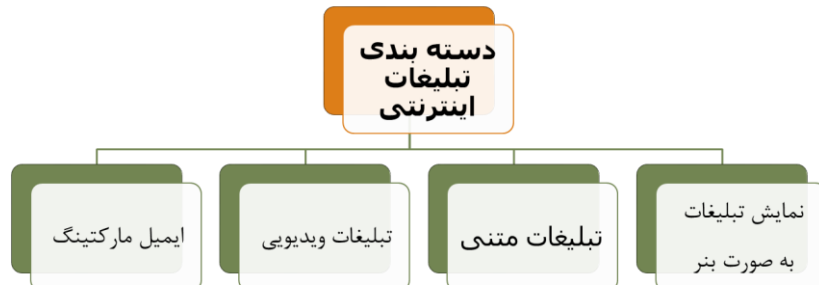 دسته بندی
تبلیغات
اینترنتی
نمایش تبلیغات
به صورت بنر
تبلیغات متنی
تبلیغات ویدیویی
ایمیل مارکتینگ